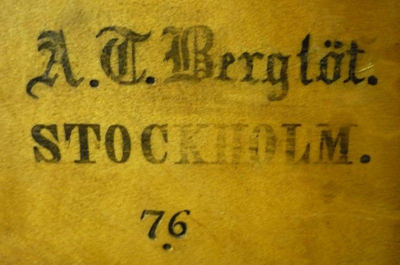 A. T. Berglöt.
STOCKHOLM.
76